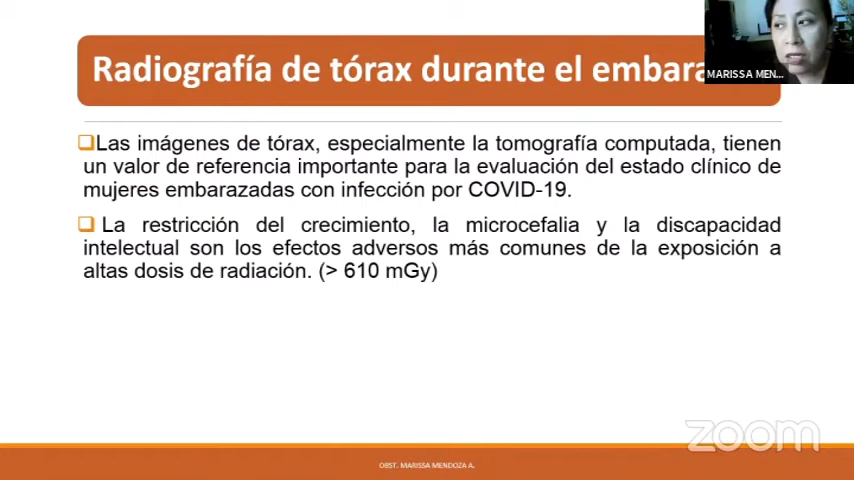 Radiografía de tórax durante el embara
MARISSA MEN...
Las imágenes de tórax, especialmente la tomografía computada, tienen
un valor de referencia importante para la evaluación del estado clínico de
mujeres embarazadas con infección por COVID-19.
La restricción del crecimiento, la microcefalia y la discapacidad
intelectual son los efectos adversos más comunes de la exposición a
altas dosis de radiación. (> 610 mGy)
zoom
OBST. MARISSA MENDOZA A.